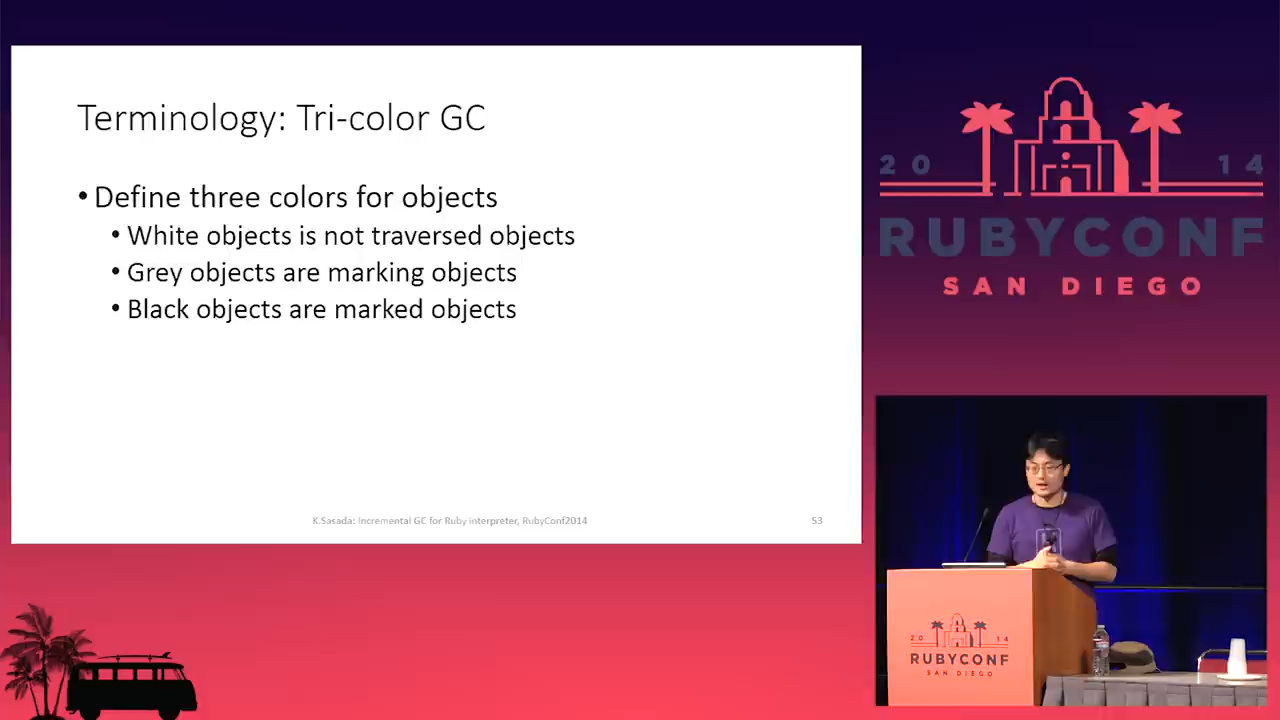 Terminology: Tri-color GC
• Define three colors for objects
• White objects is not traversed objects
• Grey objects are marking objects
• Black objects are marked objects
K.Sasada: Incremental GC for Ruby interpreter, RubyConf2014
53
20 14
RUBYCONF
SAN DIEGO
20 14
RUBYCONF
SAN DIEGO